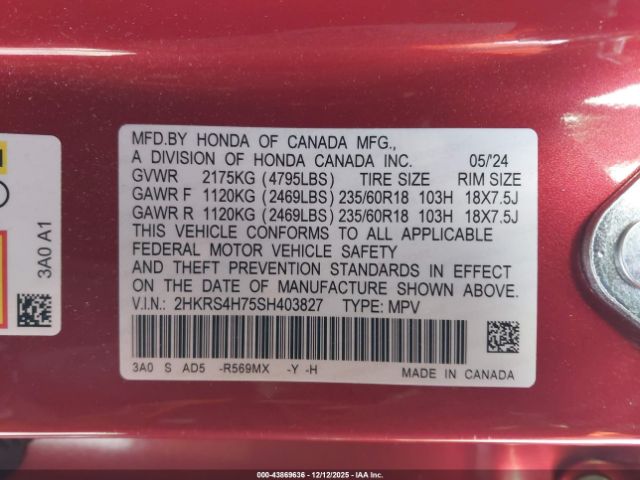 MFD.BY HONDA OF CANADA MFG.,
A DIVISION OF HONDA CANADA INC. 05/'24
GVWR 2175KG (4795LBS) TIRE SIZE RIM SIZE
GAWR F 1120KG (2469LBS) 235/60R18 103H 18X7.5J
GAWR R 1120KG (2469LBS) 235/60R18 103H 18X7.5J
THIS VEHICLE CONFORMS TO ALL APPLICABLE
FEDERAL MOTOR VEHICLE SAFETY
AND THEFT PREVENTION STANDARDS IN EFFECT
ON THE DATE OF MANUFACTURE SHOWN ABOVE.
V.I.N.: 2HKRS4H75SH403827 TYPE: MPV
3A0 S AD5 -R569MX -Y -H MADE IN CANADA
3A0 A1
000-43869636 - 12/12/2025 - IAA Inc.